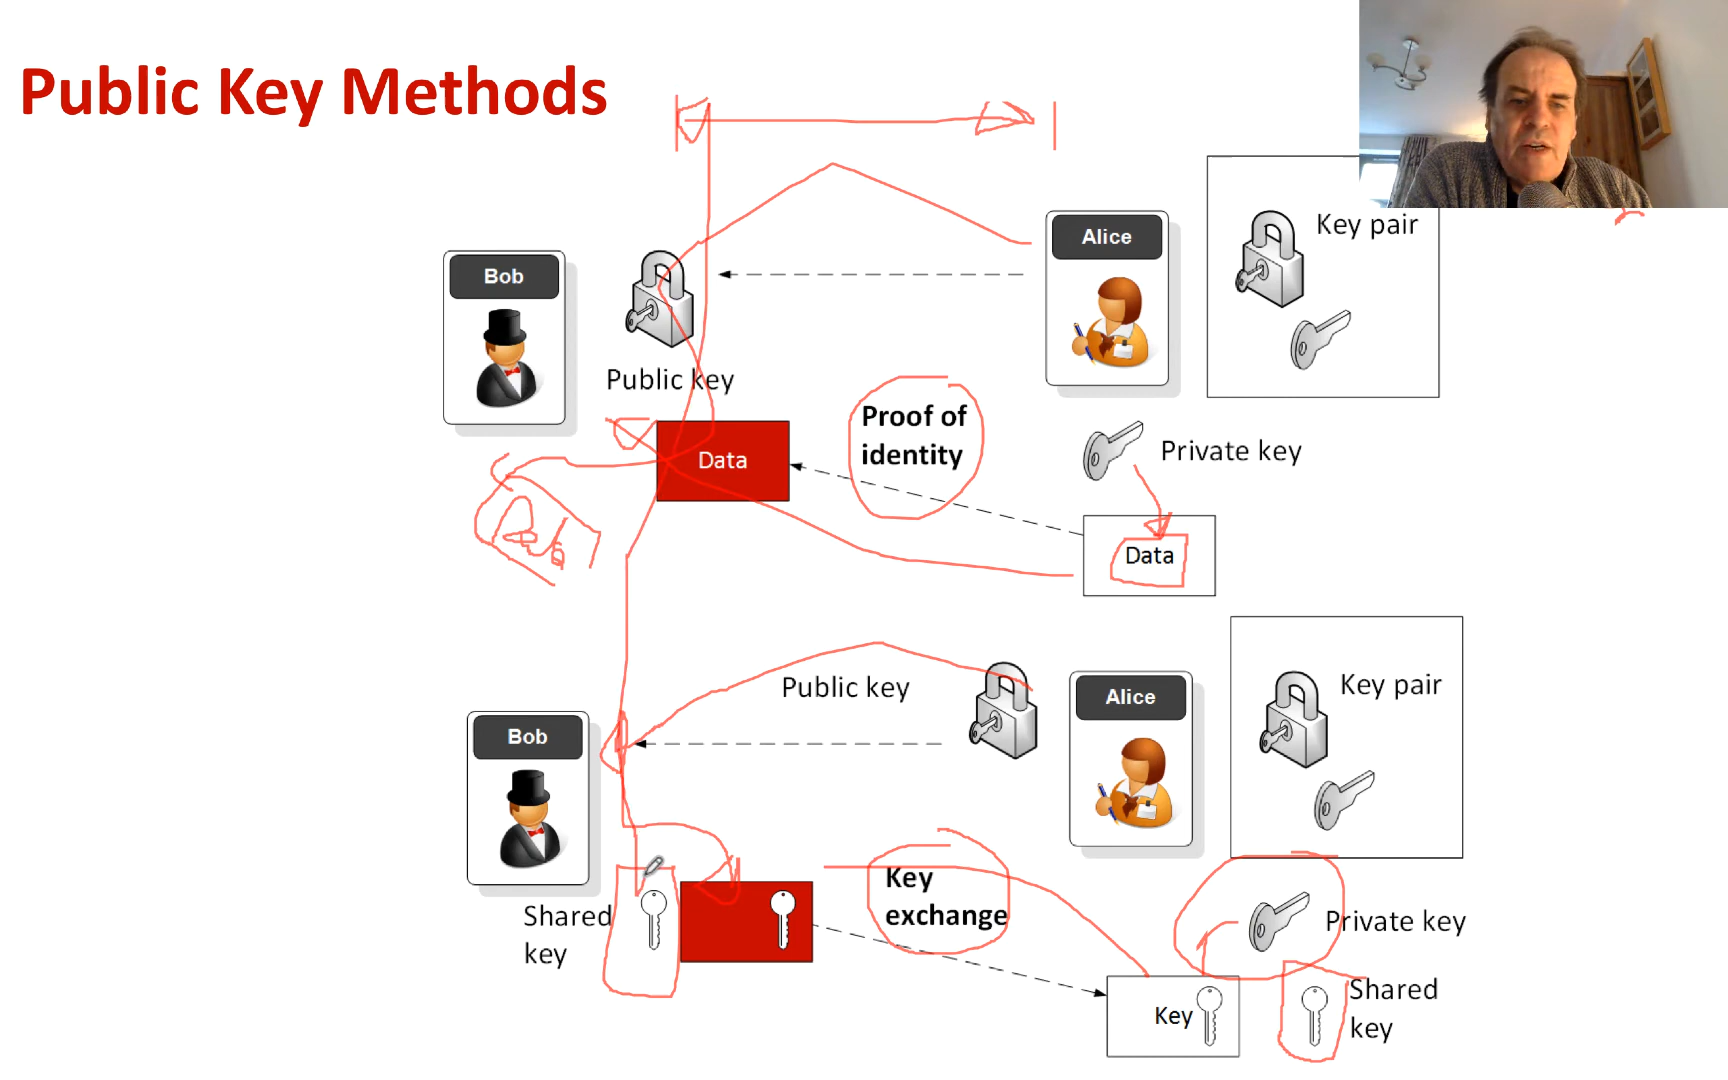 Public Key Methods
Key pair
Alice
Bob
Public key
Proof of
identity
Private key
Data
Data
Key pair
Public key
Alice
Bob
Key
exchange
Shared
key
Private key
Shared
key
Key